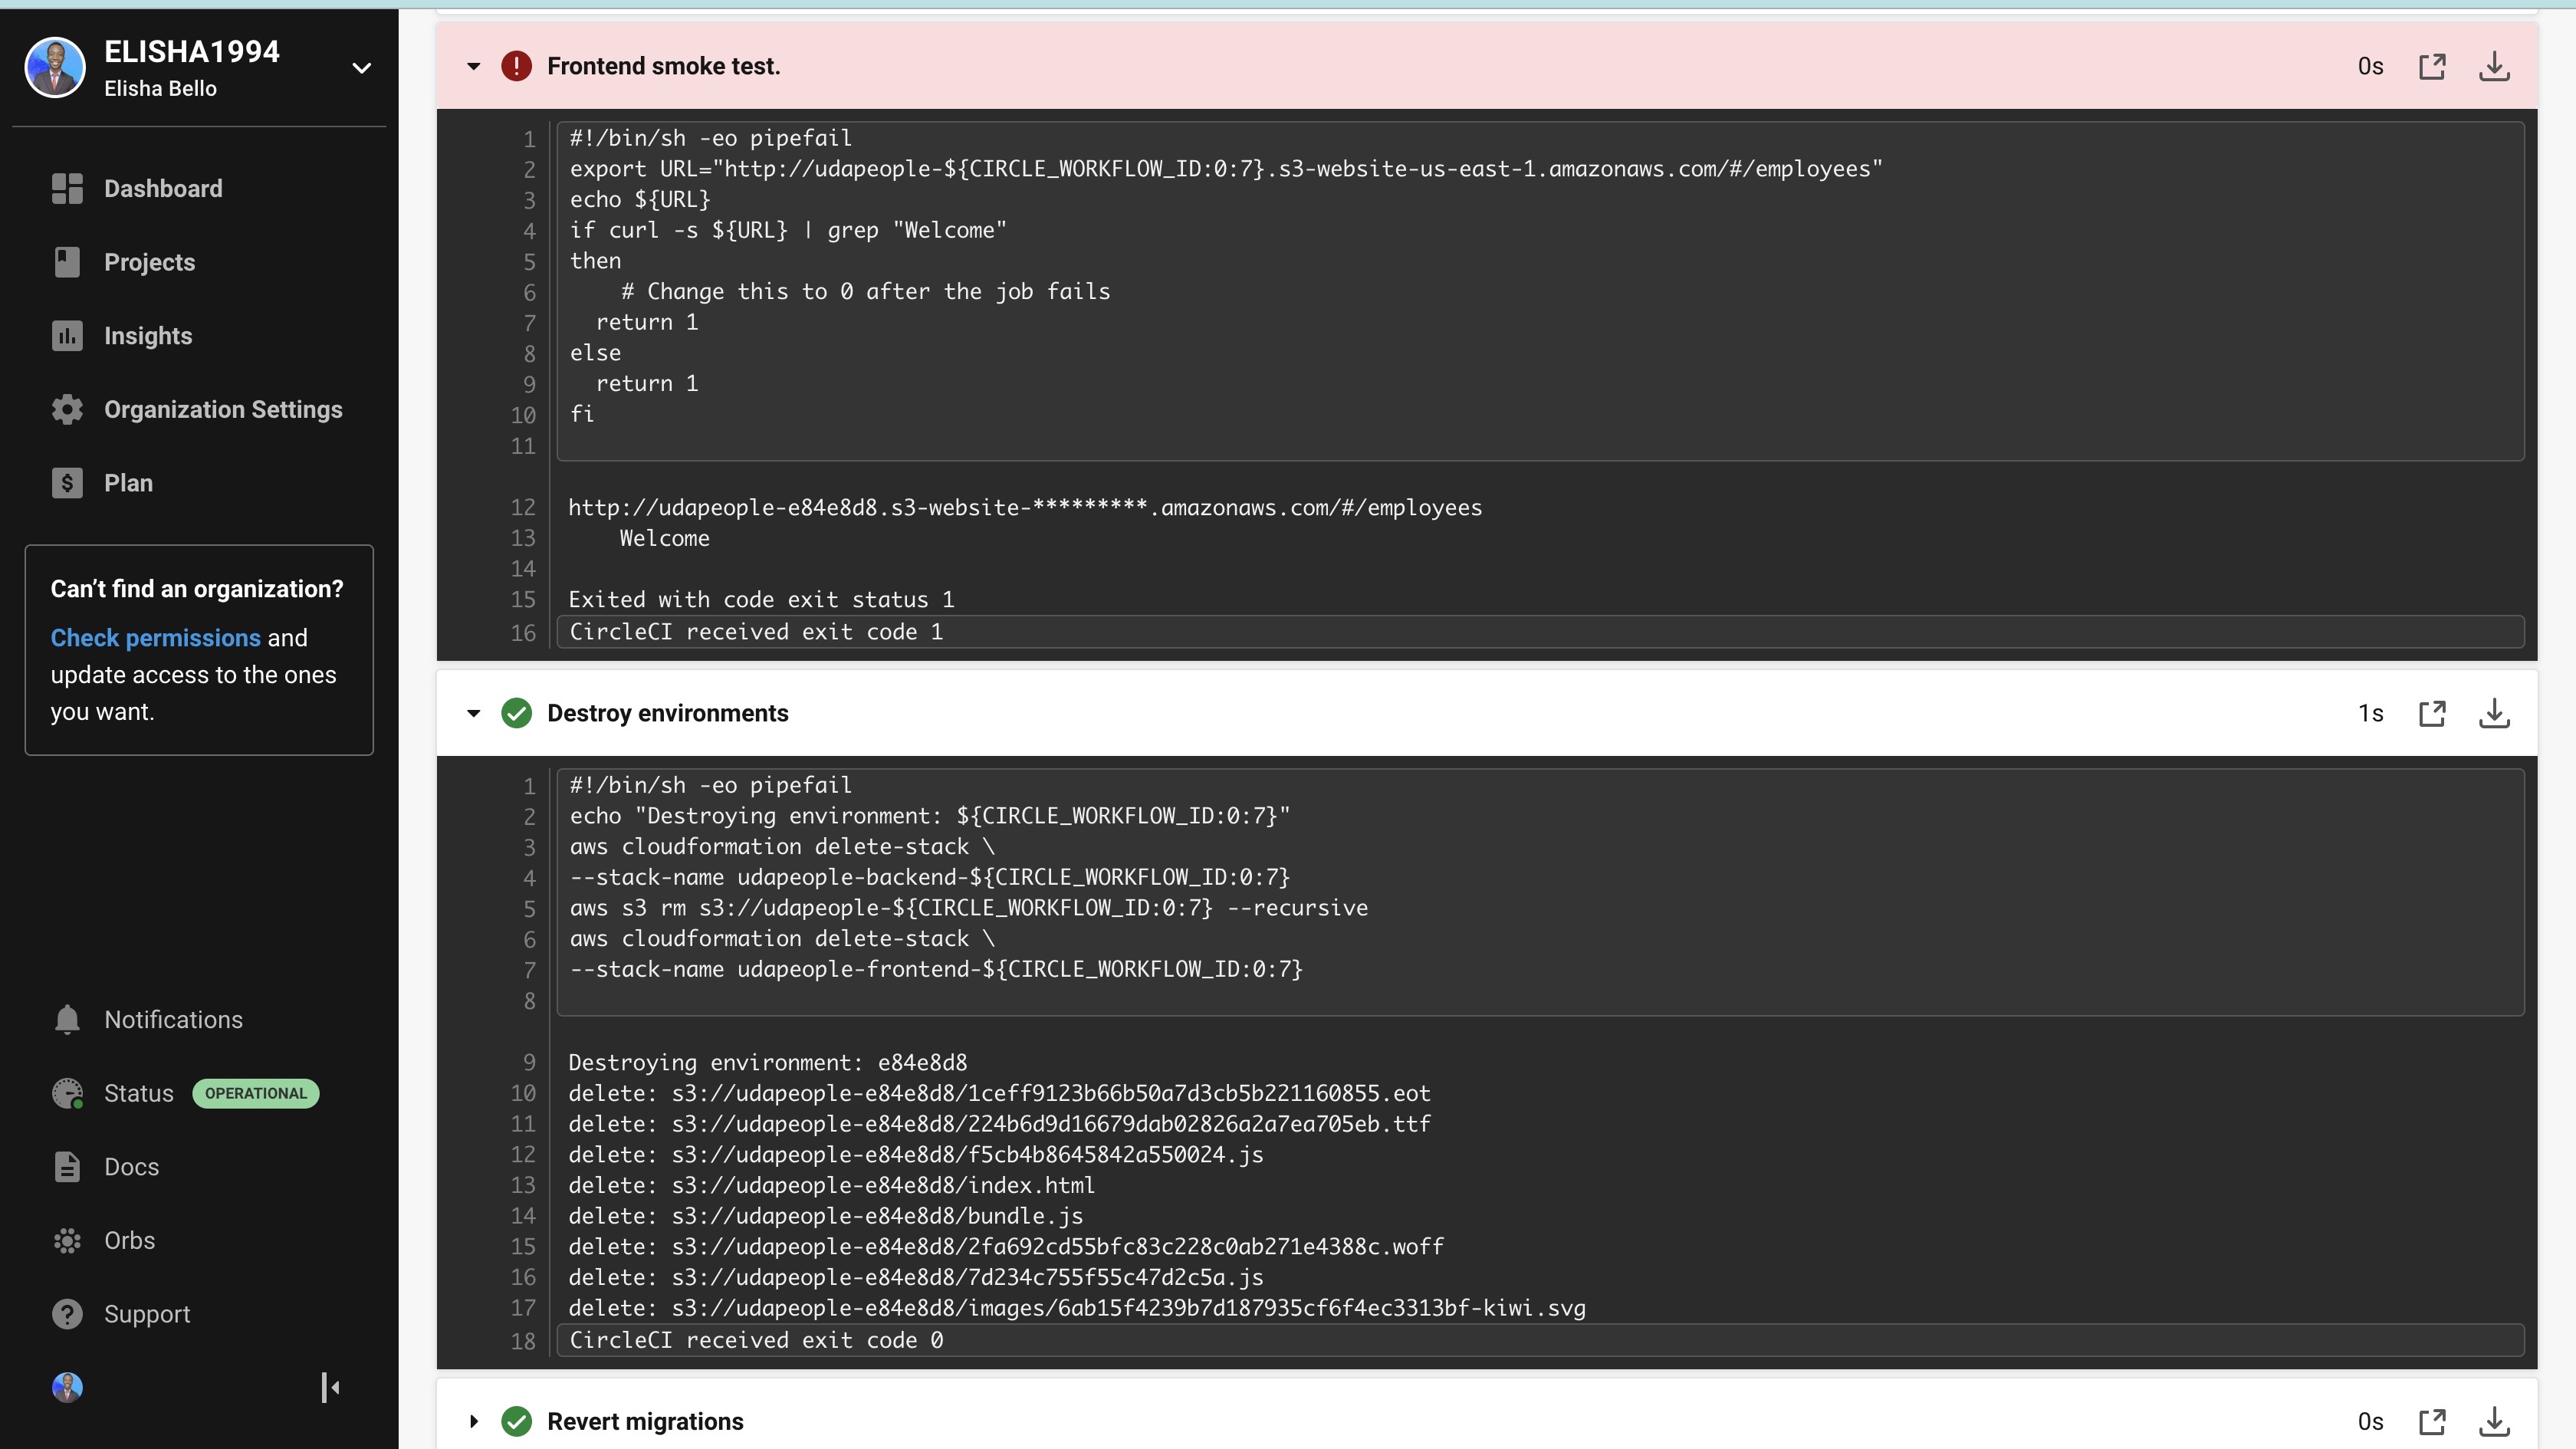 ELISHA1994
Elisha Bello
Dashboard
Projects
Insights
Organization Settings
Plan
Can't find an organization?
Check permissions and
update access to the ones
you want.
Notifications
Status OPERATIONAL
Docs
Orbs
Support
Frontend smoke test. 0s
1 #!/bin/sh -eo pipefail
2 export URL="http://udapeople-${CIRCLE_WORKFLOW_ID:0:7}.s3-website-us-east-1.amazonaws.com/#/employees"
3 echo ${URL}
4 if curl -s ${URL} | grep "Welcome"
5 then
6     # Change this to 0 after the job fails
7   return 1
8 else
9   return 1
10 fi
11
12 http://udapeople-e84e8d8.s3-website-*********.amazonaws.com/#/employees
13     Welcome
14
15 Exited with code exit status 1
16 CircleCI received exit code 1
Destroy environments 1s
1 #!/bin/sh -eo pipefail
2 echo "Destroying environment: ${CIRCLE_WORKFLOW_ID:0:7}"
3 aws cloudformation delete-stack \
4 --stack-name udapeople-backend-${CIRCLE_WORKFLOW_ID:0:7}
5 aws s3 rm s3://udapeople-${CIRCLE_WORKFLOW_ID:0:7} --recursive
6 aws cloudformation delete-stack \
7 --stack-name udapeople-frontend-${CIRCLE_WORKFLOW_ID:0:7}
8
9 Destroying environment: e84e8d8
10 delete: s3://udapeople-e84e8d8/1ceff9123b66b50a7d3cb5b221160855.eot
11 delete: s3://udapeople-e84e8d8/224b6d9d16679dab02826a2a7ea705eb.ttf
12 delete: s3://udapeople-e84e8d8/f5cb4b8645842a550024.js
13 delete: s3://udapeople-e84e8d8/index.html
14 delete: s3://udapeople-e84e8d8/bundle.js
15 delete: s3://udapeople-e84e8d8/2fa692cd55bfc83c228c0ab271e4388c.woff
16 delete: s3://udapeople-e84e8d8/7d234c755f55c47d2c5a.js
17 delete: s3://udapeople-e84e8d8/images/6ab15f4239b7d187935cf6f4ec3313bf-kiwi.svg
18 CircleCI received exit code 0
Revert migrations 0s